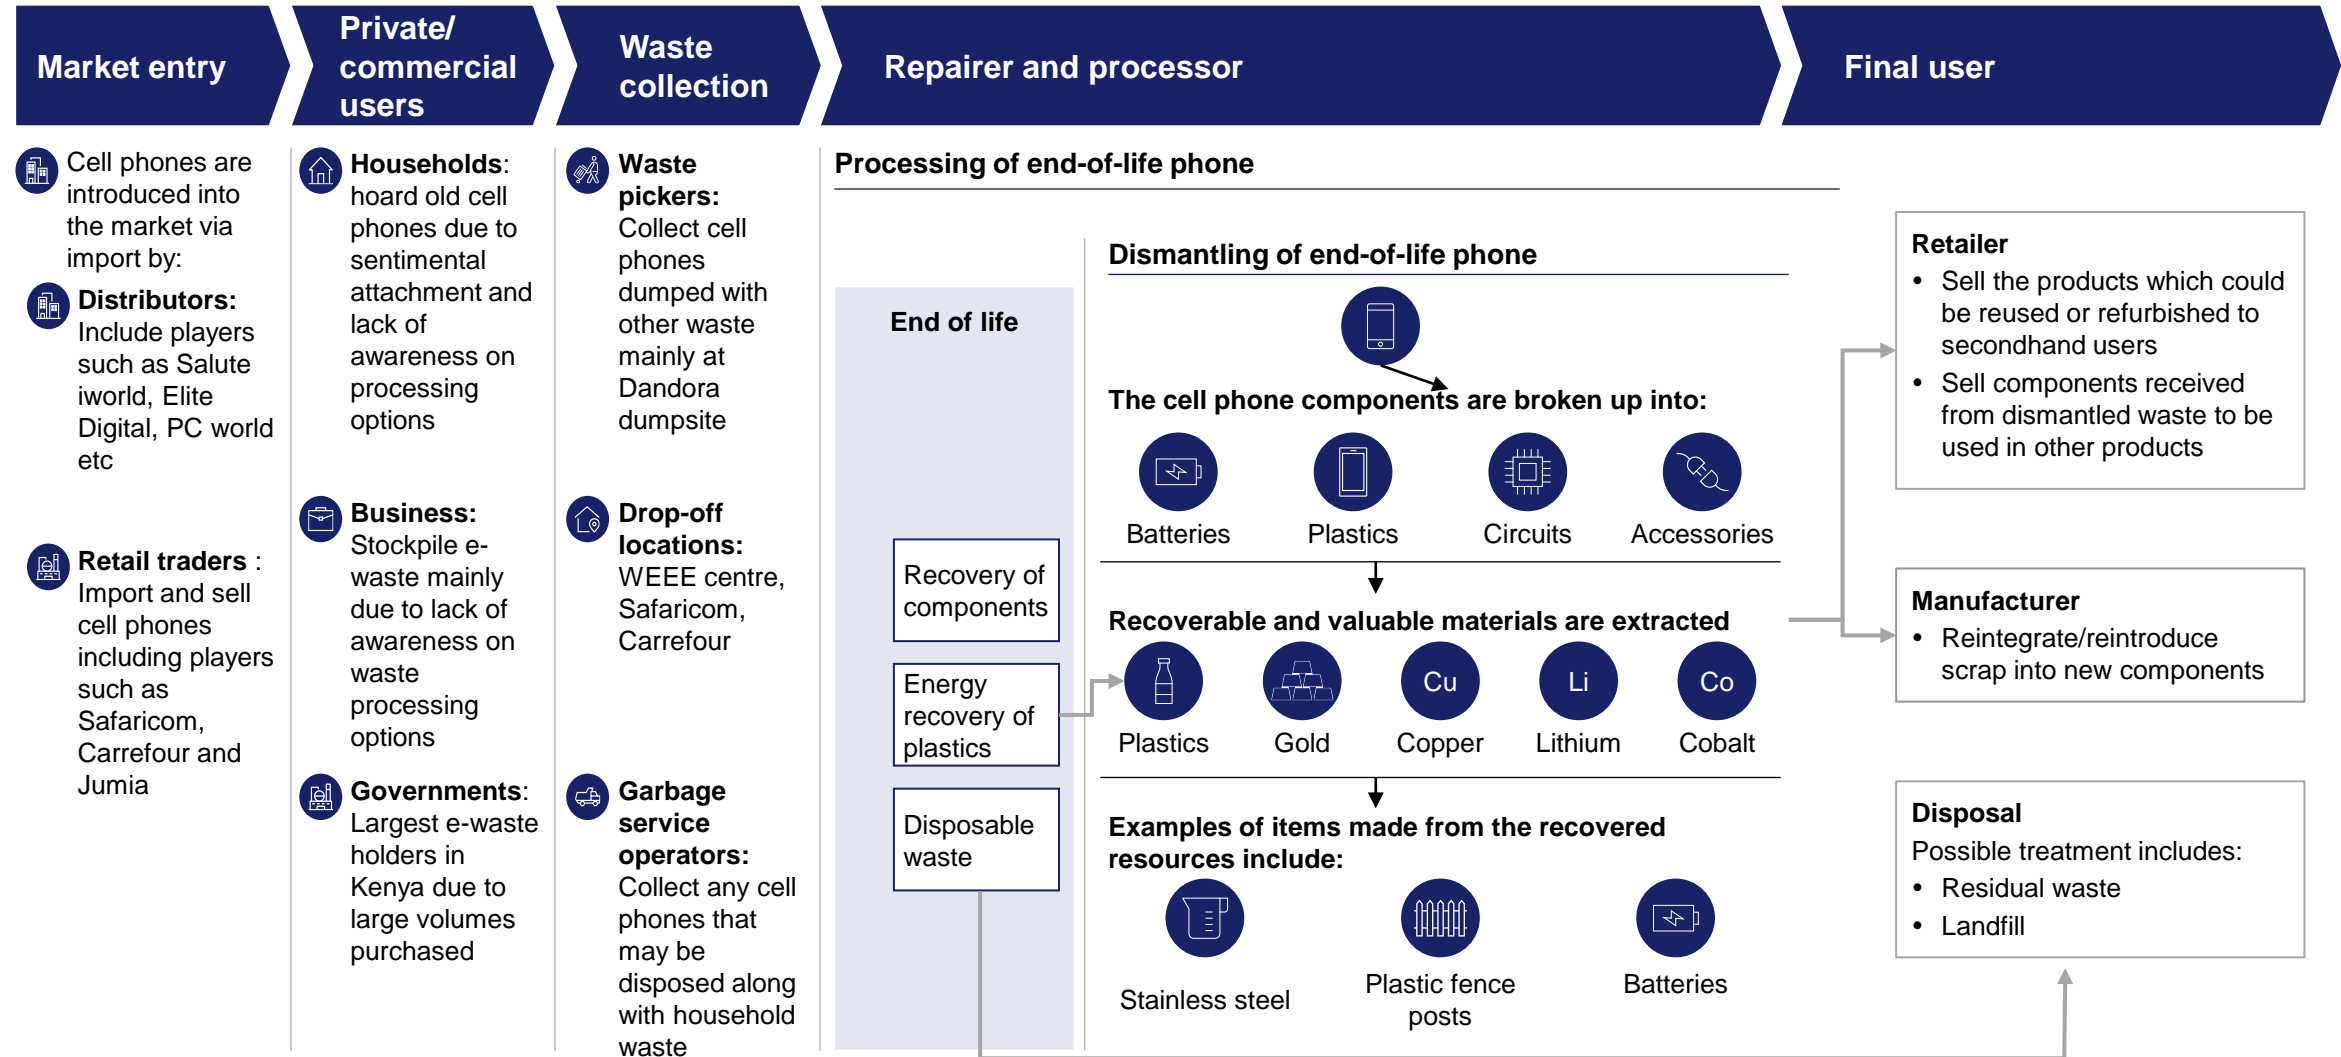 Market entry
Private/
commercial
users
Waste
collection
Repairer and processor
Final user
Cell phones are
introduced into
the market via
import by:
Distributors:
Include players
such as Salute
iworld, Elite
Digital, PC world
etc
Retail traders :
Import and sell
cell phones
including players
such as
Safaricom,
Carrefour and
Jumia
Households:
hoard old cell
phones due to
sentimental
attachment and
lack of
awareness on
processing
options
Business:
Stockpile e-
waste mainly
due to lack of
awareness on
waste
processing
options
Governments:
Largest e-waste
holders in
Kenya due to
large volumes
purchased
Waste
pickers:
Collect cell
phones
dumped with
other waste
mainly at
Dandora
dumpsite
Drop-off
locations:
WEEE centre,
Safaricom,
Carrefour
Garbage
service
operators:
Collect any cell
phones that
may be
disposed along
with household
waste
Processing of end-of-life phone
End of life
Recovery of
components
Energy
recovery of
plastics
Disposable
waste
Dismantling of end-of-life phone
The cell phone components are broken up into:
Batteries
Plastics
Circuits
Accessories
Recoverable and valuable materials are extracted
Cu
Li
Co
Plastics
Gold
Copper
Lithium
Cobalt
Examples of items made from the recovered
resources include:
Stainless steel
Plastic fence
posts
Batteries
Retailer
• Sell the products which could
be reused or refurbished to
secondhand users
• Sell components received
from dismantled waste to be
used in other products
Manufacturer
• Reintegrate/reintroduce
scrap into new components
Disposal
Possible treatment includes:
• Residual waste
• Landfill